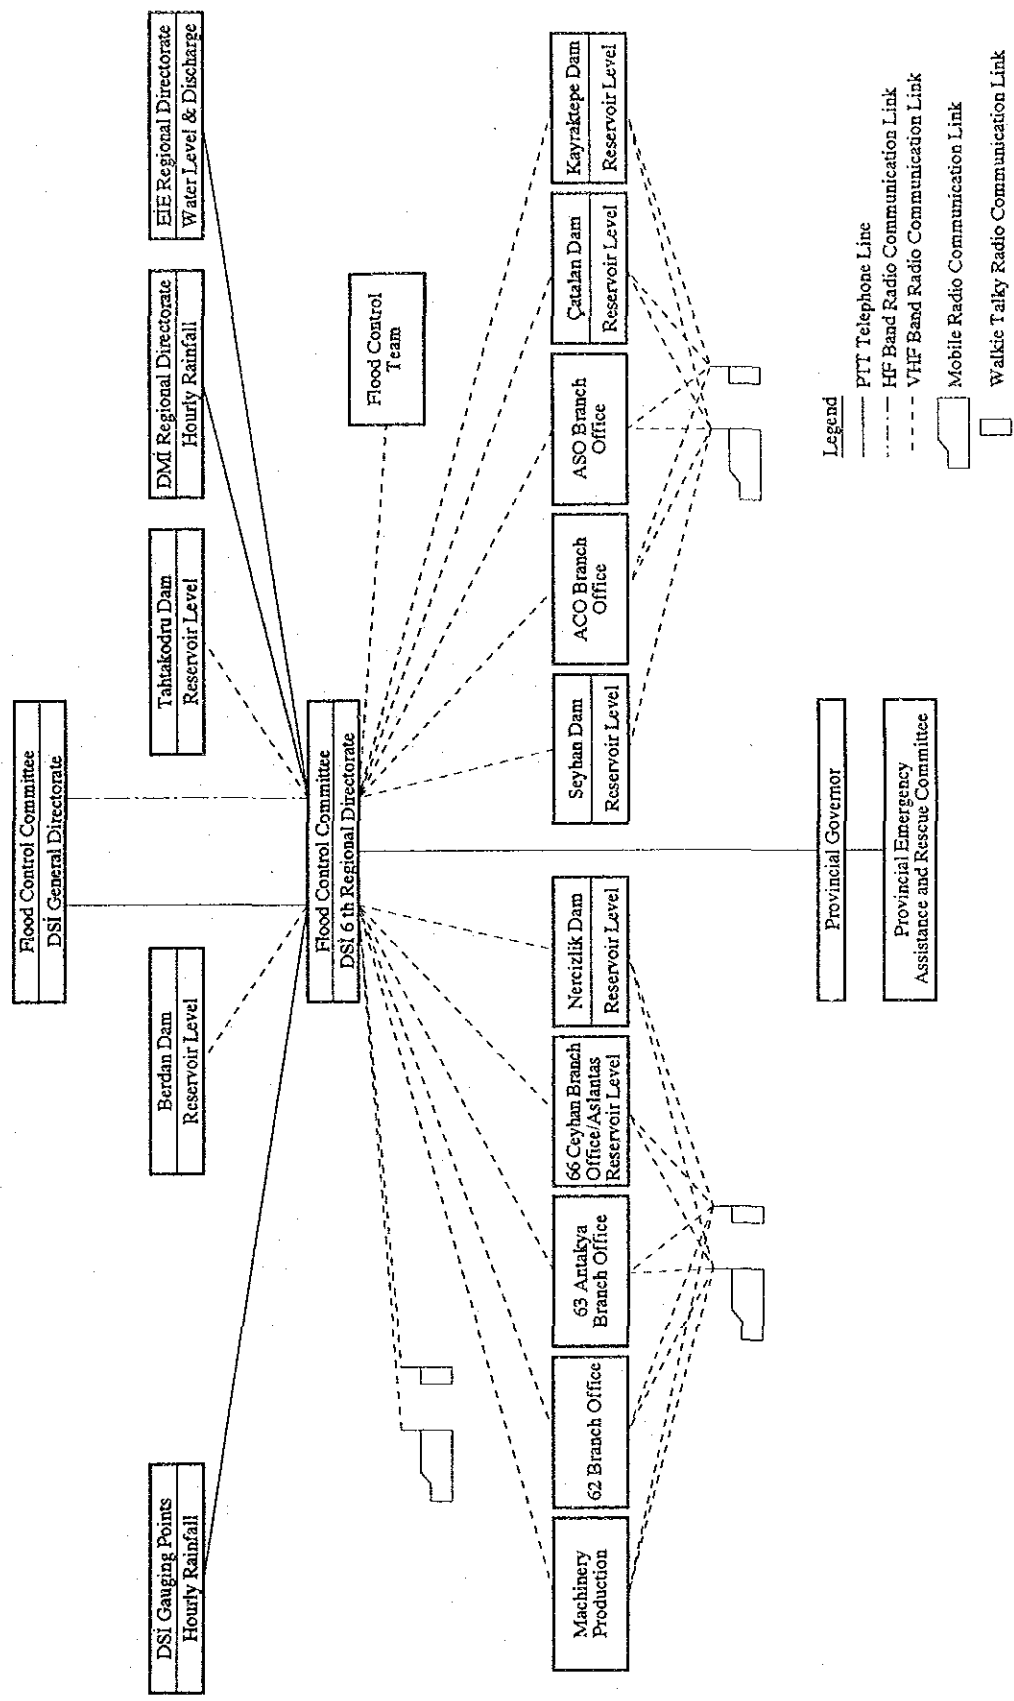 Flood Control Committee
DSİ General Directorate
DSİ Gauging Points
Hourly Rainfall
Berdan Dam
Reservoir Level
Tahtakodru Dam
Reservoir Level
DMİ Regional Directorate
Hourly Rainfall
EİE Regional Directorate
Water Level & Discharge
Flood Control Committee
DSİ 6 th Regional Directorate
Flood Control
Team
Machinery
Production
62 Branch Office
63 Antakya
Branch Office
66 Ceyhan Branch
Office/Aslantas
Reservoir Level
Nercizlik Dam
Reservoir Level
Seyhan Dam
Reservoir Level
ACO Branch
Office
ASO Branch
Office
Çatalan Dam
Reservoir Level
Kayraktepe Dam
Reservoir Level
Provincial Governor
Provincial Emergency
Assistance and Rescue Committee
Legend
PTT Telephone Line
HF Band Radio Communication Link
VHF Band Radio Communication Link
Mobile Radio Communication Link
Walkie Talky Radio Communication Link